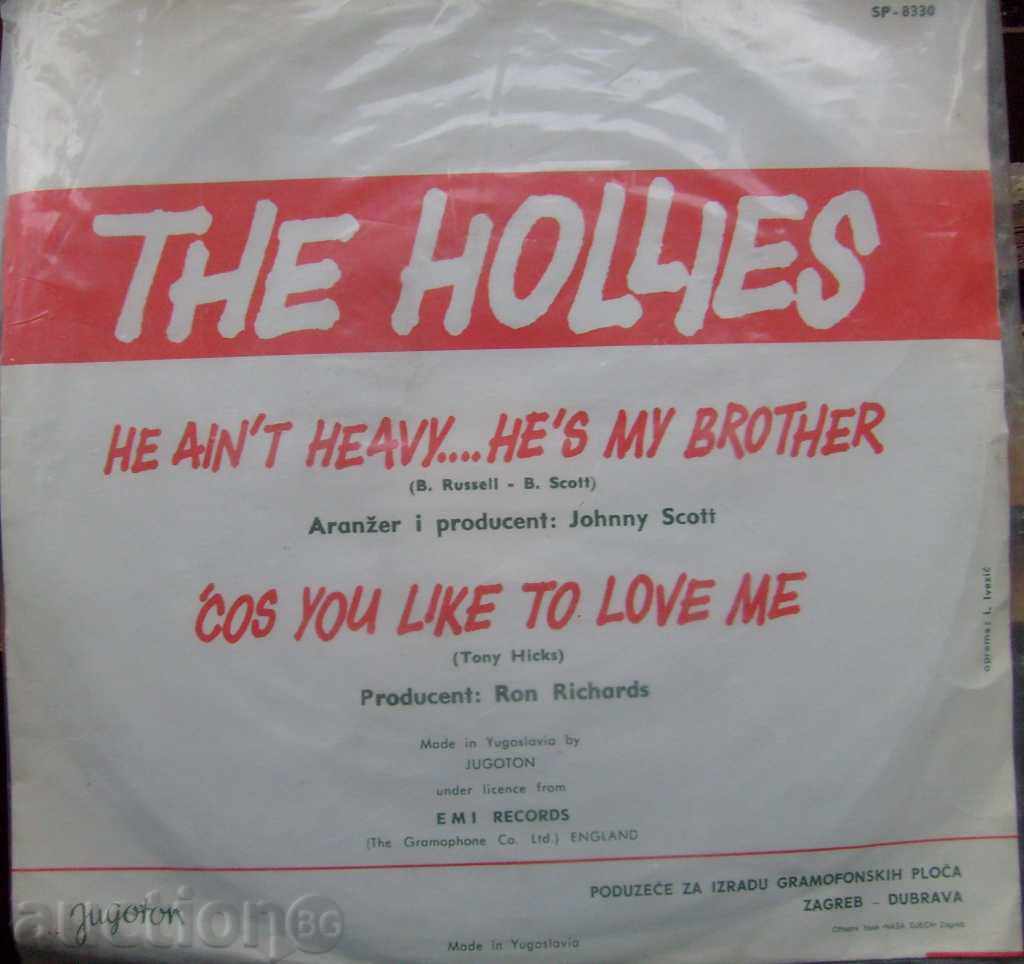 SP-8330
THE HOLLIES
HE AIN'T HEAVY....HE'S MY BROTHER
(B. Russell - B. Scott)
Aranžer i producent: Johnny Scott
'COS YOU LIKE TO LOVE ME
(Tony Hicks)
Producent: Ron Richards
oprema: I. Ivezić
Made in Yugoslavia by
JUGOTON
under licence from
EMI RECORDS
(The Gramophone Co. Ltd.) ENGLAND
PODUZEĆE ZA IZRADU GRAMOFONSKIH PLOČA
ZAGREB - DUBRAVA
Jugoton
auction BG
Made in Yugoslavia